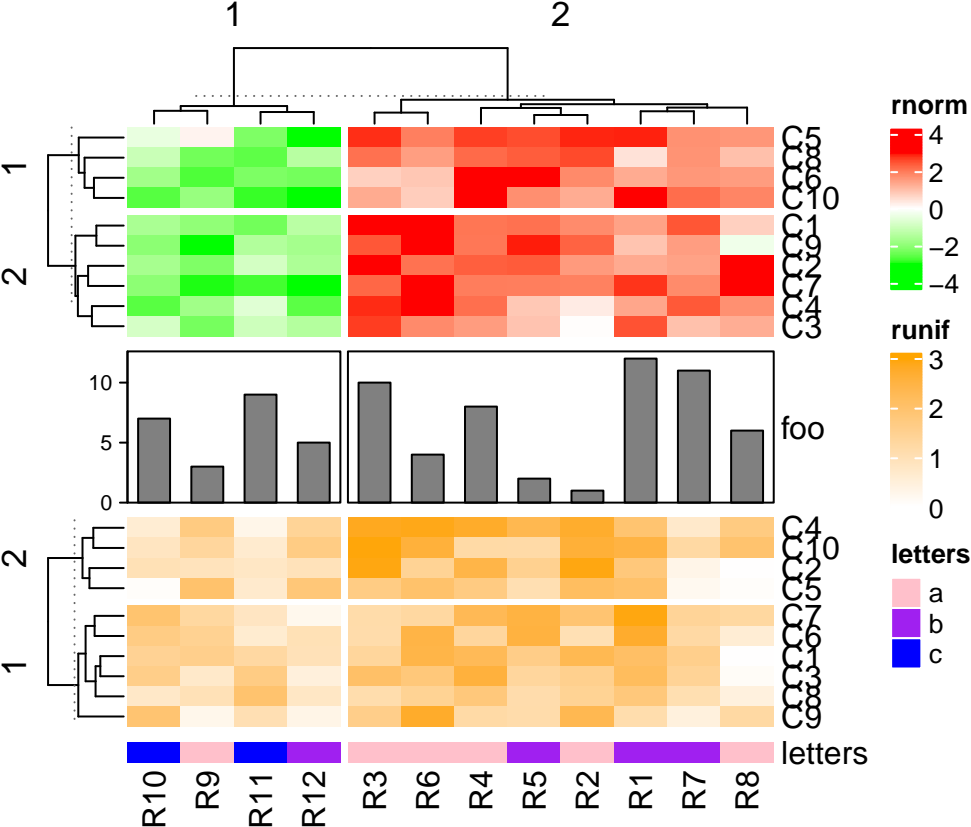 1 2
rnorm
4
2
0
−2
−4
1
C5
C8
C6
C10
2
C1
C9
C2
C7
C4
C3
runif
3
2
1
0
10
5
0
foo
2
C4
C10
C2
C5
1
C7
C6
C1
C3
C8
C9
letters
a
b
c
letters
R10 R9 R11 R12 R3 R6 R4 R5 R2 R1 R7 R8